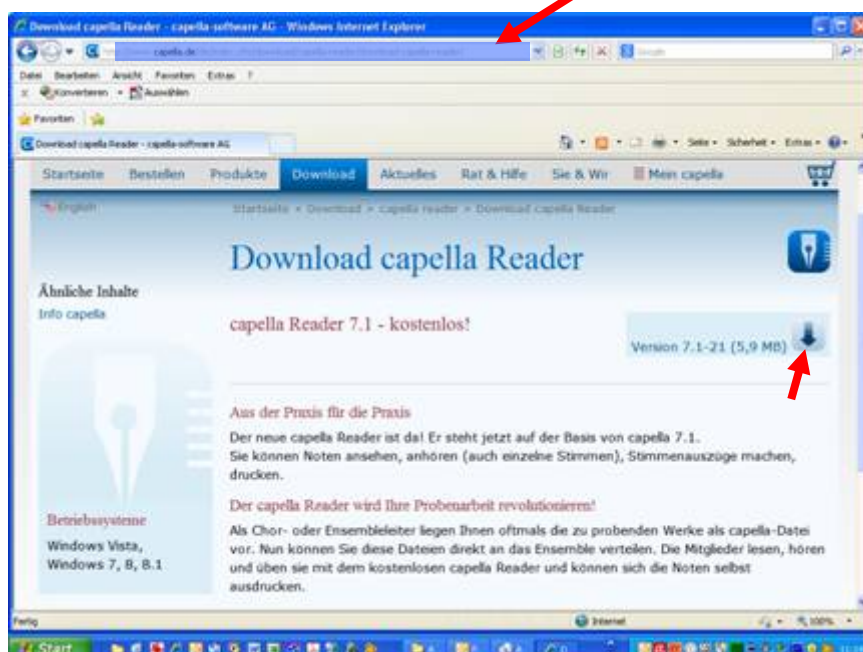 Download capella Reader - capella-software AG - Windows Internet Explorer
capella.de
Datei Bearbeiten Ansicht Favoriten Extras ?
x Konvertieren Auswählen
Favoriten
Download capella Reader - capella-software AG
Seite Sicherheit Extras
Startseite Bestellen Produkte Download Aktuelles Rat & Hilfe Sie & Wir Mein capella
English
Startseite » Download » capella reader » Download capella Reader
Download capella Reader
Ähnliche Inhalte
Info capella
capella Reader 7.1 - kostenlos!
Version 7.1-21 (5,9 MB)
Aus der Praxis für die Praxis
Der neue capella Reader ist da! Er steht jetzt auf der Basis von capella 7.1.
Sie können Noten ansehen, anhören (auch einzelne Stimmen), Stimmenauszüge machen,
drucken.
Der capella Reader wird Ihre Probenarbeit revolutionieren!
Als Chor- oder Ensembleleiter liegen Ihnen oftmals die zu probenden Werke als capella-Datei
vor. Nun können Sie diese Dateien direkt an das Ensemble verteilen. Die Mitglieder lesen, hören
und üben sie mit dem kostenlosen capella Reader und können sich die Noten selbst
ausdrucken.
Betriebssysteme
Windows Vista,
Windows 7, 8, 8.1
Fertig
Internet
100%
Start